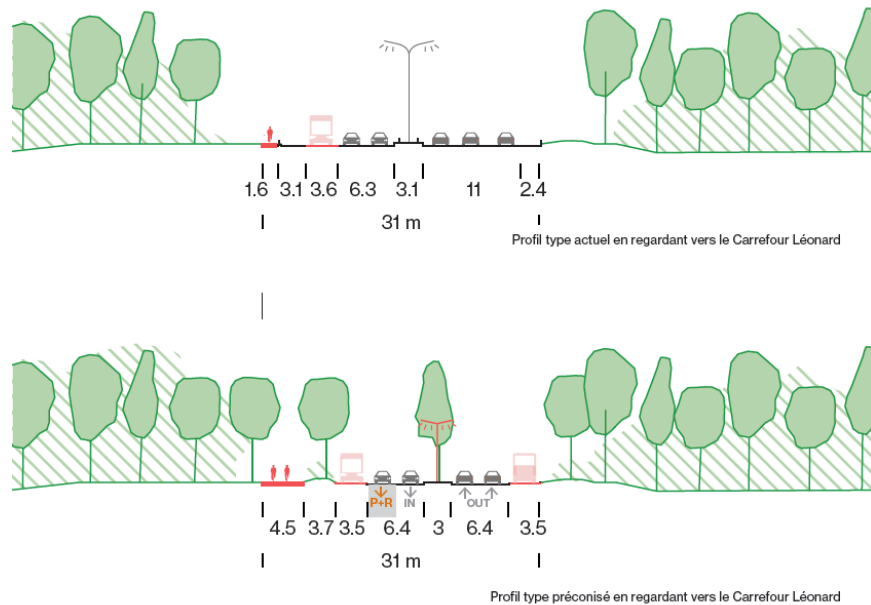 1.6 3.1 3.6 6.3 3.1 11 2.4
31 m
Profil type actuel en regardant vers le Carrefour Léonard
P+R IN OUT
4.5 3.7 3.5 6.4 3 6.4 3.5
31 m
Profil type préconisé en regardant vers le Carrefour Léonard